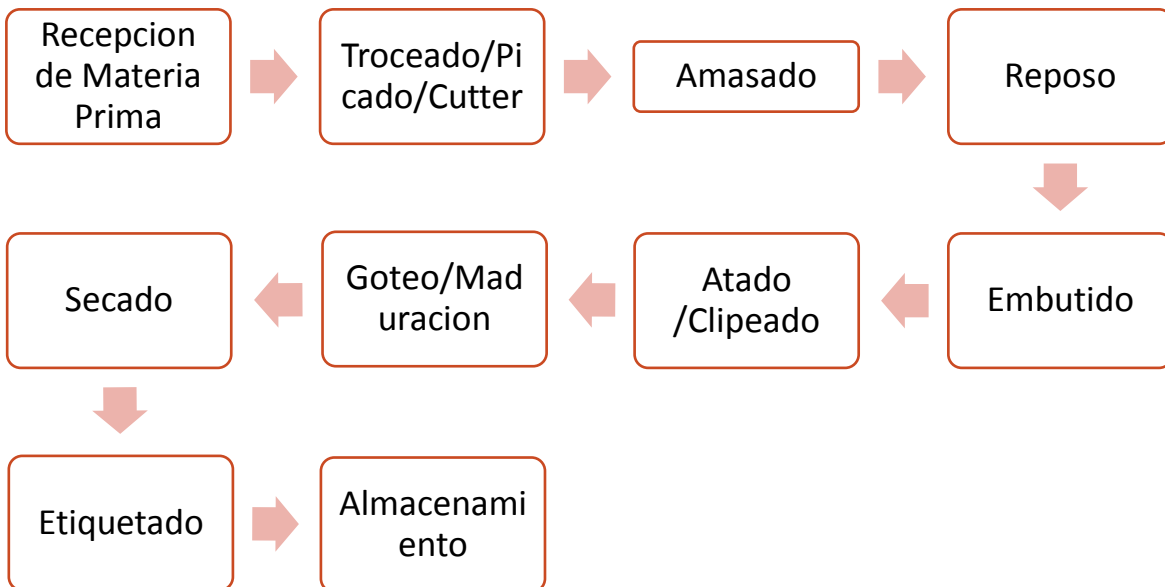 Recepcion
de Materia
Prima
Troceado/Pi
cado/Cutter
Amasado
Reposo
Embutido
Atado
/Clipeado
Goteo/Mad
uracion
Secado
Etiquetado
Almacenami
ento